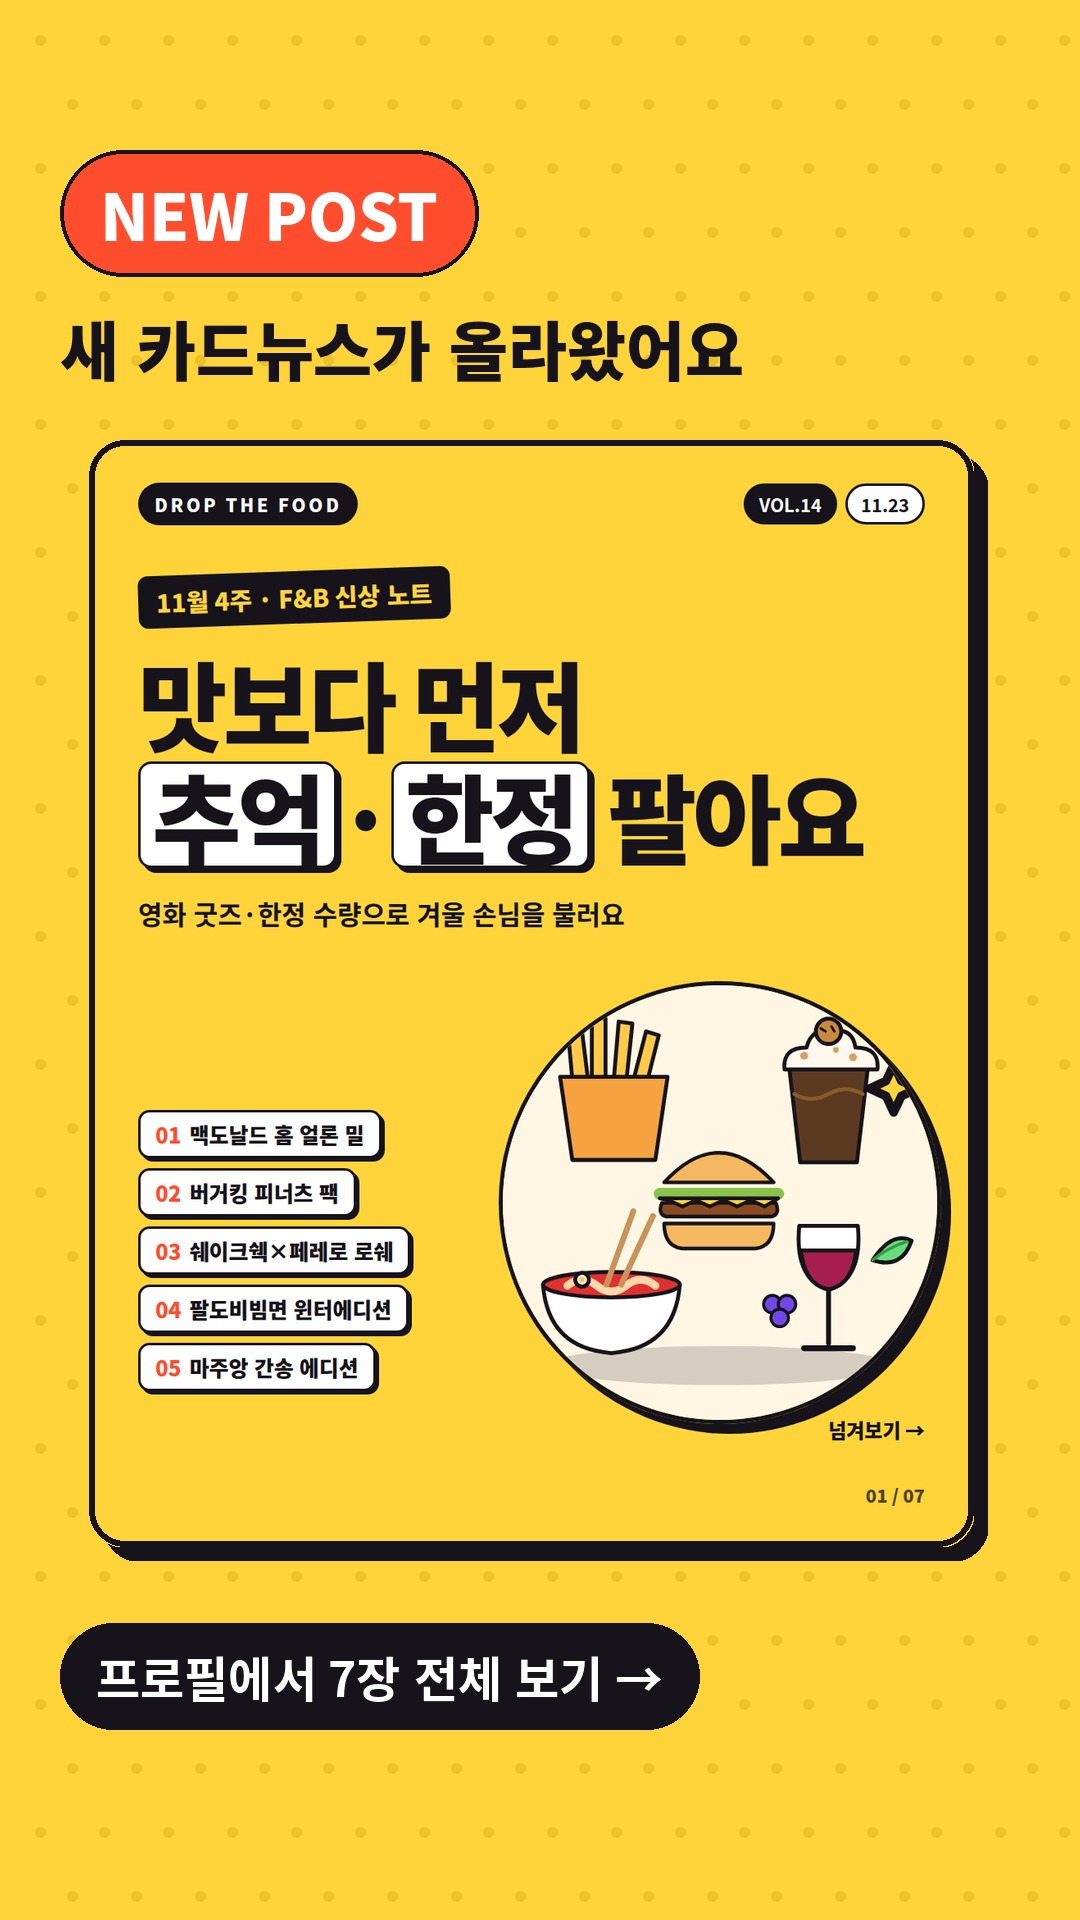 NEW POST
새 카드뉴스가 올라왔어요
DROP THE FOOD
VOL.14
11.23
11월 4주 · F&B 신상 노트
맛보다 먼저
추억 · 한정 팔아요
영화 굿즈·한정 수량으로 겨울 손님을 불러요
01 맥도날드 홈 얼론 밀
02 버거킹 피너츠 팩
03 쉐이크쉑×페레로 로쉐
04 팔도비빔면 윈터에디션
05 마주앙 간송 에디션
넘겨보기 →
01 / 07
프로필에서 7장 전체 보기 →